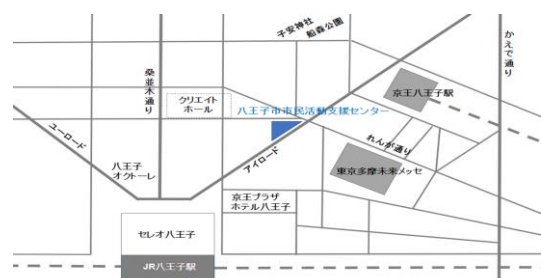 子安神社
船森公園
かえで通り
桑並木通り
クリエイト
ホール
八王子市市民活動支援センター
京王八王子駅
ユーロード
八王子
オクトーレ
アイロード
れんが通り
東京多摩未来メッセ
京王プラザ
ホテル八王子
セレオ八王子
JR八王子駅